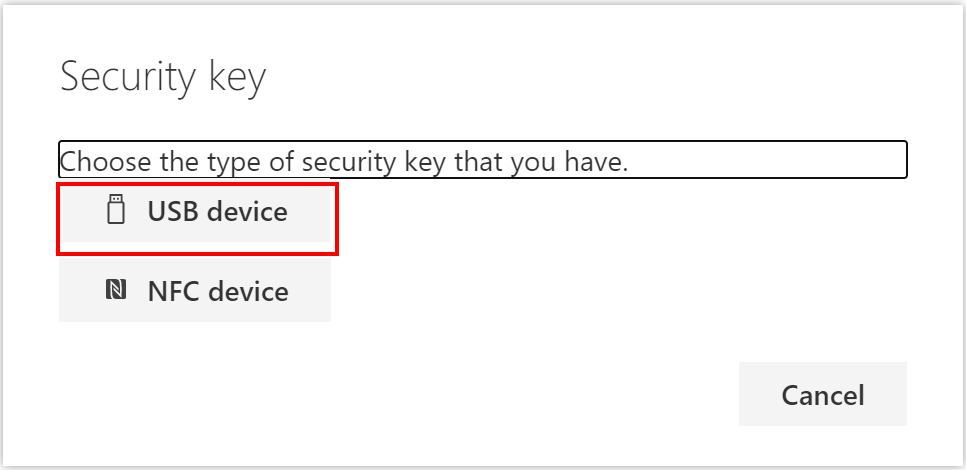 Security key
Choose the type of security key that you have.
USB device
NFC device
Cancel